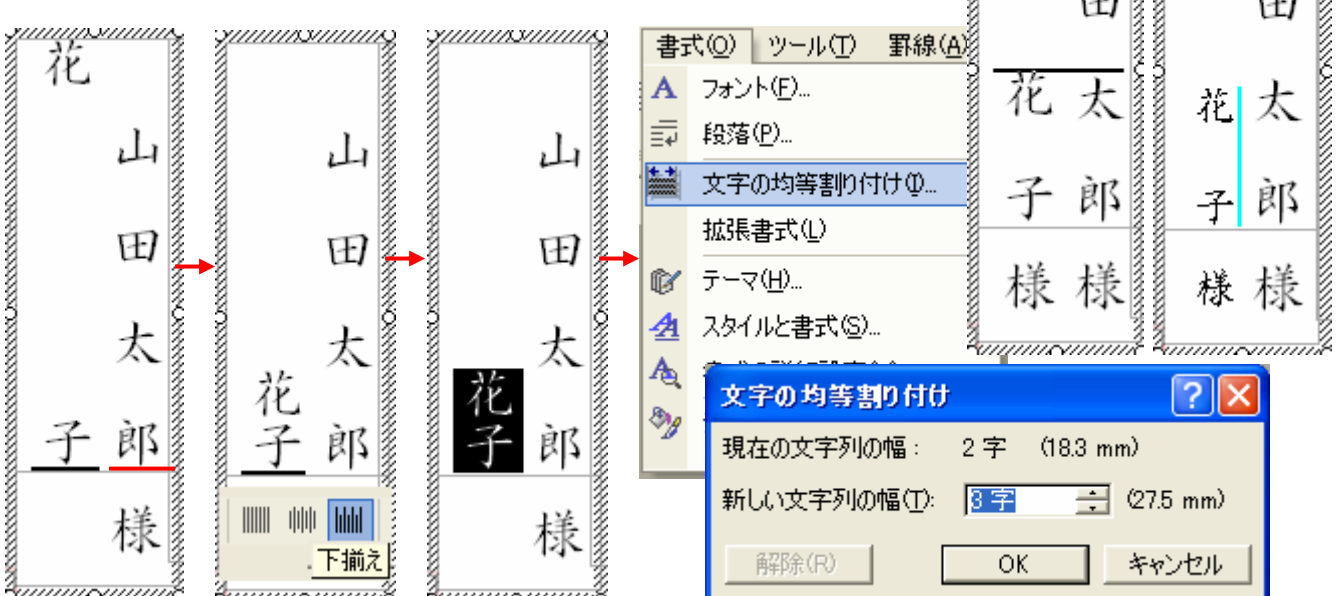 山田太郎様
花子
山田太郎
花子
下揃え
山田太郎様
花子
書式(O) ツール(T) 罫線(A)
フォント(F)...
段落(P)...
文字の均等割り付け(I)...
拡張書式(L)
テーマ(H)...
スタイルと書式(S)...
田太郎様
花子様
田太郎様
花子様
文字の均等割り付け
現在の文字列の幅: 2 字 (18.3 mm)
新しい文字列の幅(T): 3 字 (27.5 mm)
解除(R) OK キャンセル